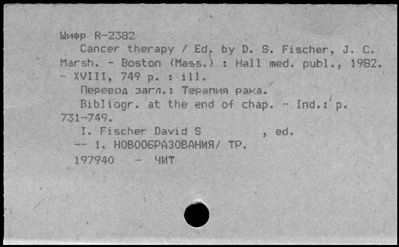 Шифр R-2382
Cancer therapy / Ed. by D. S. Fischer, J. C.
Marsh. - Boston (Mass.) : Hall med. publ., 1982.
- XVIII, 749 p. : ill.
Перевод загл.: Терапия рака.
Bibliogr. at the end of chap. - Ind.: p.
731-749.
I. Fischer David S , ed.
-- 1. НОВООБРАЗОВАНИЯ/ ТР.
197940 - ЧИТ